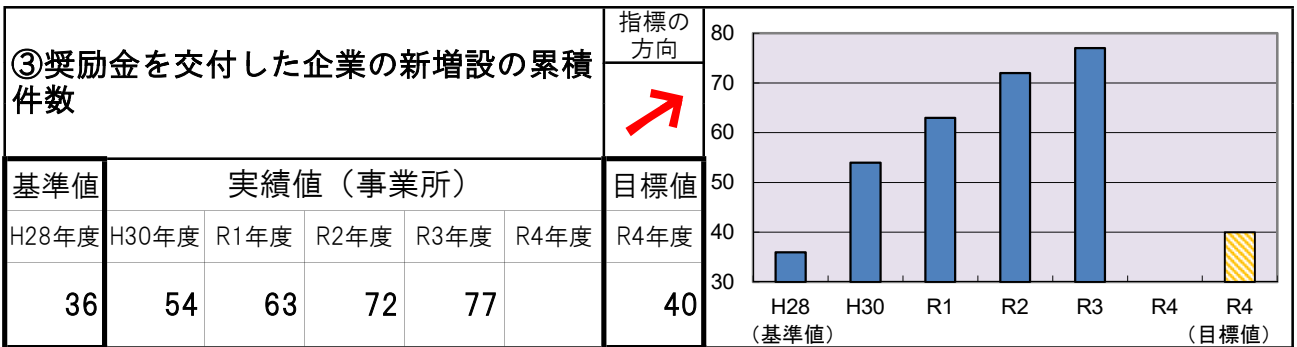 ③奨励金を交付した企業の新増設の累積
件数
指標の
方向
基準値 実績値（事業所） 目標値
H28年度 H30年度 R1年度 R2年度 R3年度 R4年度 R4年度
36 54 63 72 77 40
80
70
60
50
40
30
H28 H30 R1 R2 R3 R4 R4
（基準値） （目標値）